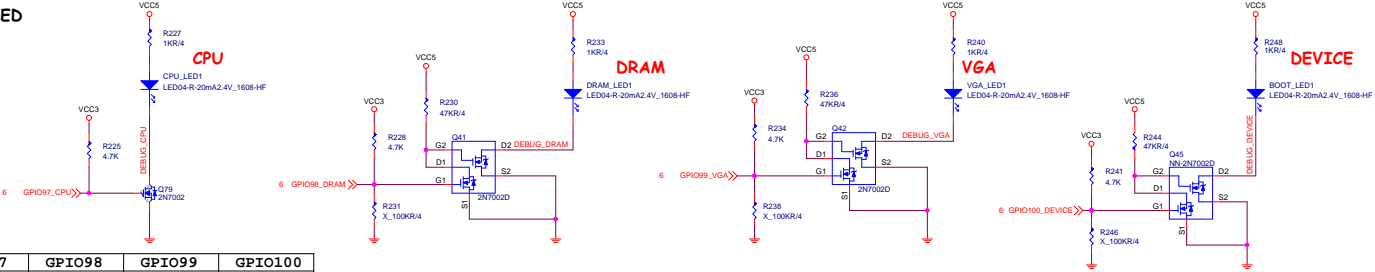 ED
VCC5
R227
1KR/4
CPU
CPU_LED1
LED04-R-20mA2.4V_1608-HF
VCC3
R225
4.7K
DEBUG_CPU
6 GPIO97_CPU
Q79
2N7002
VCC5
R233
1KR/4
DRAM
VCC5
DRAM_LED1
LED04-R-20mA2.4V_1608-HF
R230
47KR/4
VCC3
R228
4.7K
Q41
G2
D2
DEBUG_DRAM
D1
S2
6 GPIO98_DRAM
G1
2N7002D
S1
R231
X_100KR/4
VCC5
R240
1KR/4
VGA
VCC5
VGA_LED1
LED04-R-20mA2.4V_1608-HF
R236
47KR/4
VCC3
R234
4.7K
Q42
G2
D2
DEBUG_VGA
D1
S2
6 GPIO99_VGA
G1
2N7002D
S1
R238
X_100KR/4
VCC5
R248
1KR/4
DEVICE
BOOT_LED1
LED04-R-20mA2.4V_1608-HF
VCC5
R244
47KR/4
DEBUG_DEVICE
VCC3
R241
4.7K
Q45
NN-2N7002D
G2
D2
D1
S2
6 GPIO100_DEVICE
G1
S1
R246
X_100KR/4
7 GPIO98 GPIO99 GPIO100